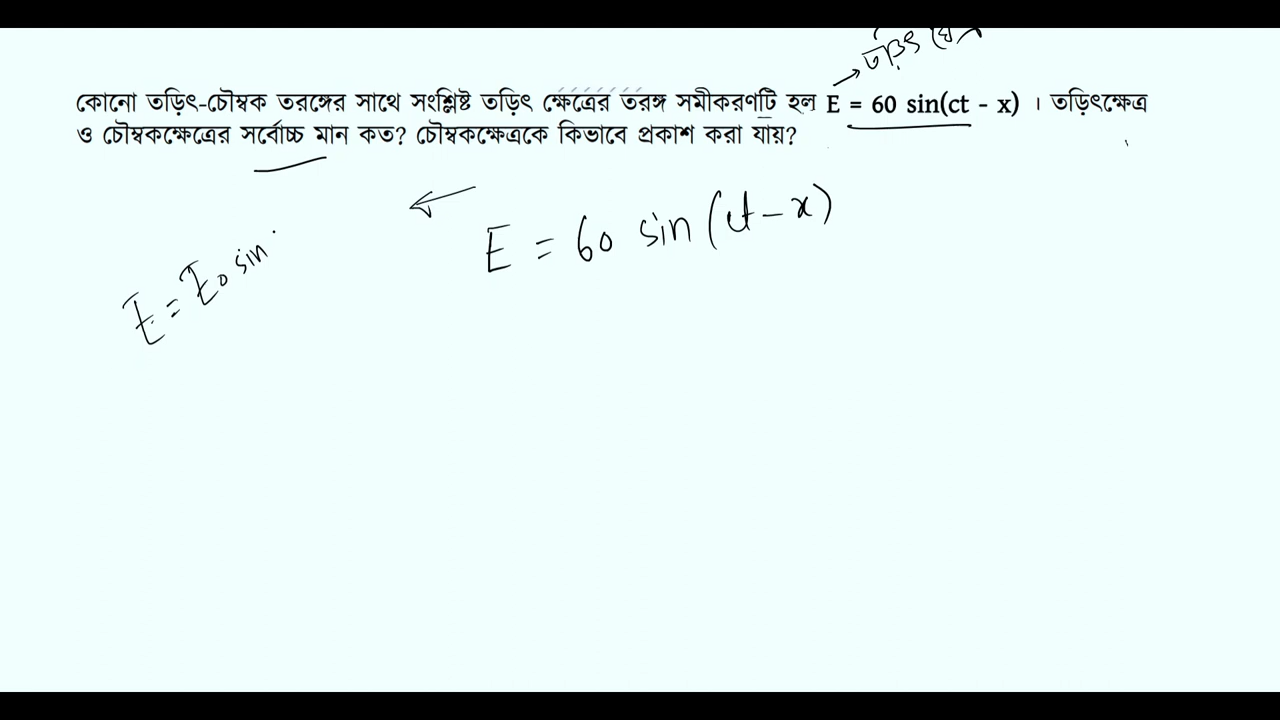 তড়িৎ
কোনো তড়িৎ-চৌম্বক তরঙ্গের সাথে সংশ্লিষ্ট তড়িৎ ক্ষেত্রের তরঙ্গ সমীকরণটি হল E = 60 sin(ct - x) । তড়িৎক্ষেত্র
ও চৌম্বকক্ষেত্রের সর্বোচ্চ মান কত? চৌম্বকক্ষেত্রকে কিভাবে প্রকাশ করা যায়?
E = 60 sin (ct - x)
E = E0 sin